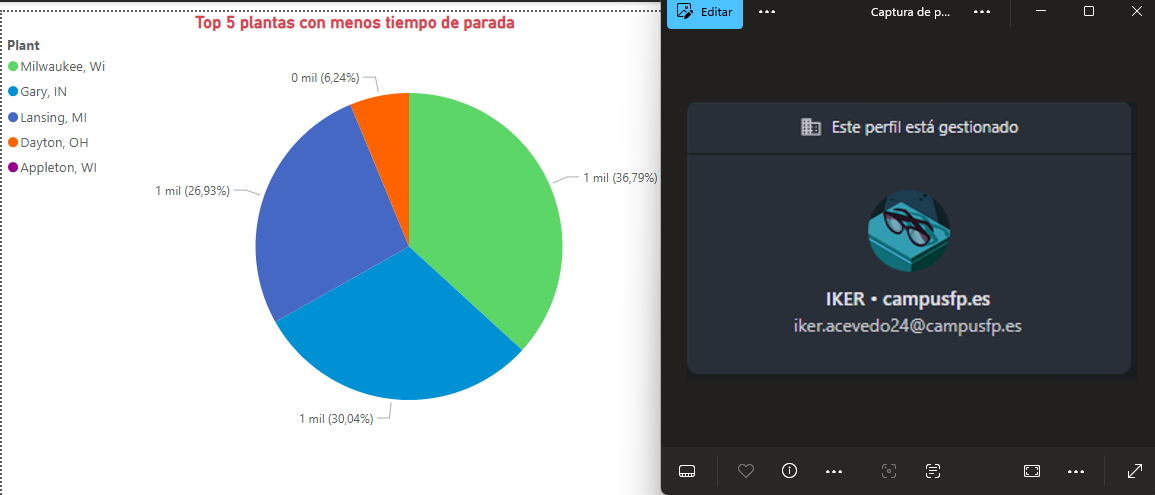 Top 5 plantas con menos tiempo de parada
Plant
Milwaukee, Wi
Gary, IN
Lansing, MI
Dayton, OH
Appleton, WI
0 mil (6,24%)
1 mil (36,79%)
1 mil (26,93%)
1 mil (30,04%)
Editar
Captura de p...
Este perfil está gestionado
IKER • campusfp.es
iker.acevedo24@campusfp.es